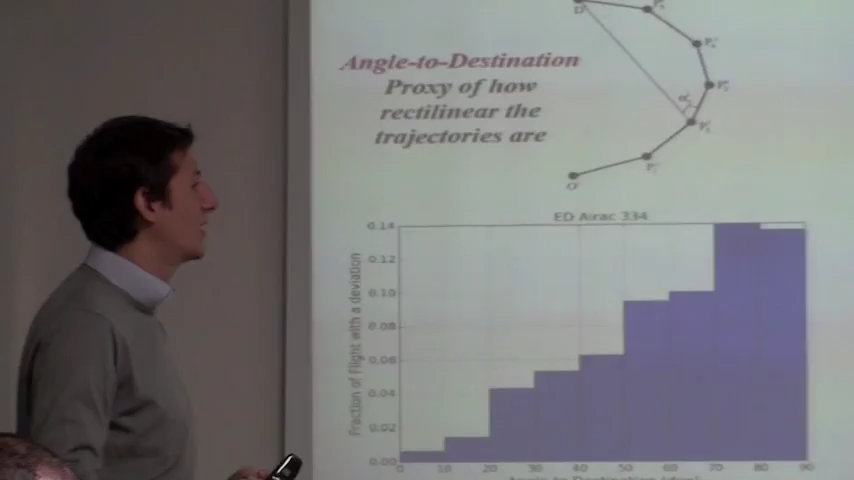 Angle-to-Destination
Proxy of how
rectilinear the
trajectories are
D
O
ED Airac 334
Fraction of Flight with a deviation
0.14
0.12
0.10
0.08
0.06
0.04
0.02
0.00
0 10 20 30 40 50 60 70 80 90